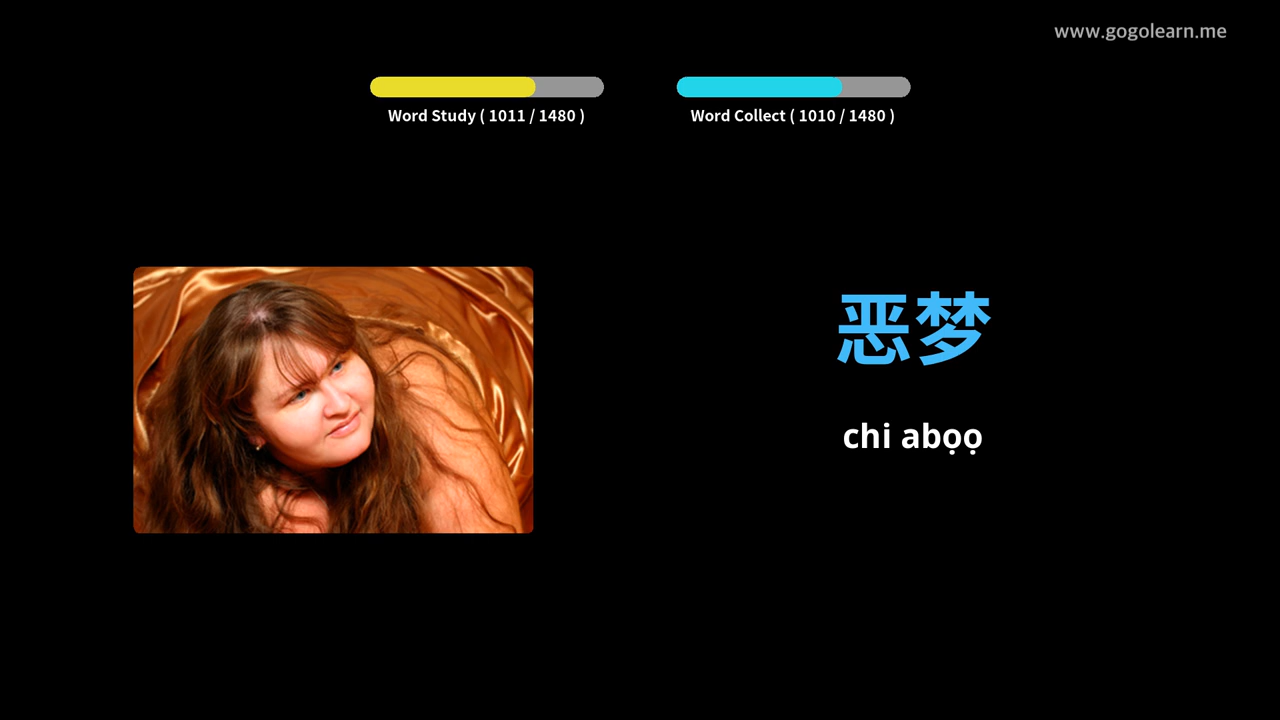 www.gogolearn.me
Word Study ( 1011 / 1480 )
Word Collect ( 1010 / 1480 )
恶梦
chi abọọ